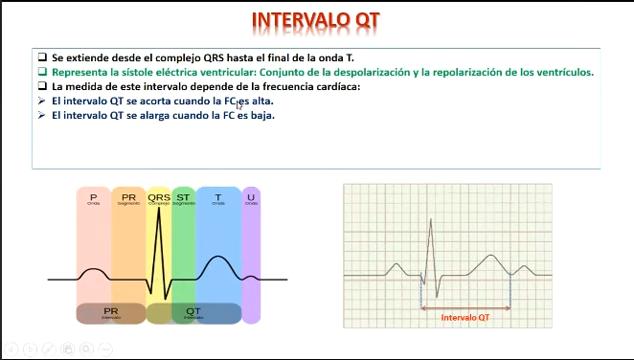 INTERVALO QT
Se extiende desde el complejo QRS hasta el final de la onda T.
Representa la sístole eléctrica ventricular: Conjunto de la despolarización y la repolarización de los ventrículos.
La medida de este intervalo depende de la frecuencia cardíaca:
El intervalo QT se acorta cuando la FC es alta.
El intervalo QT se alarga cuando la FC es baja.
P PR QRS ST T U
Onda Segmento Complejo Segmento Onda Onda
PR QT
Intervalo Intervalo
Intervalo QT